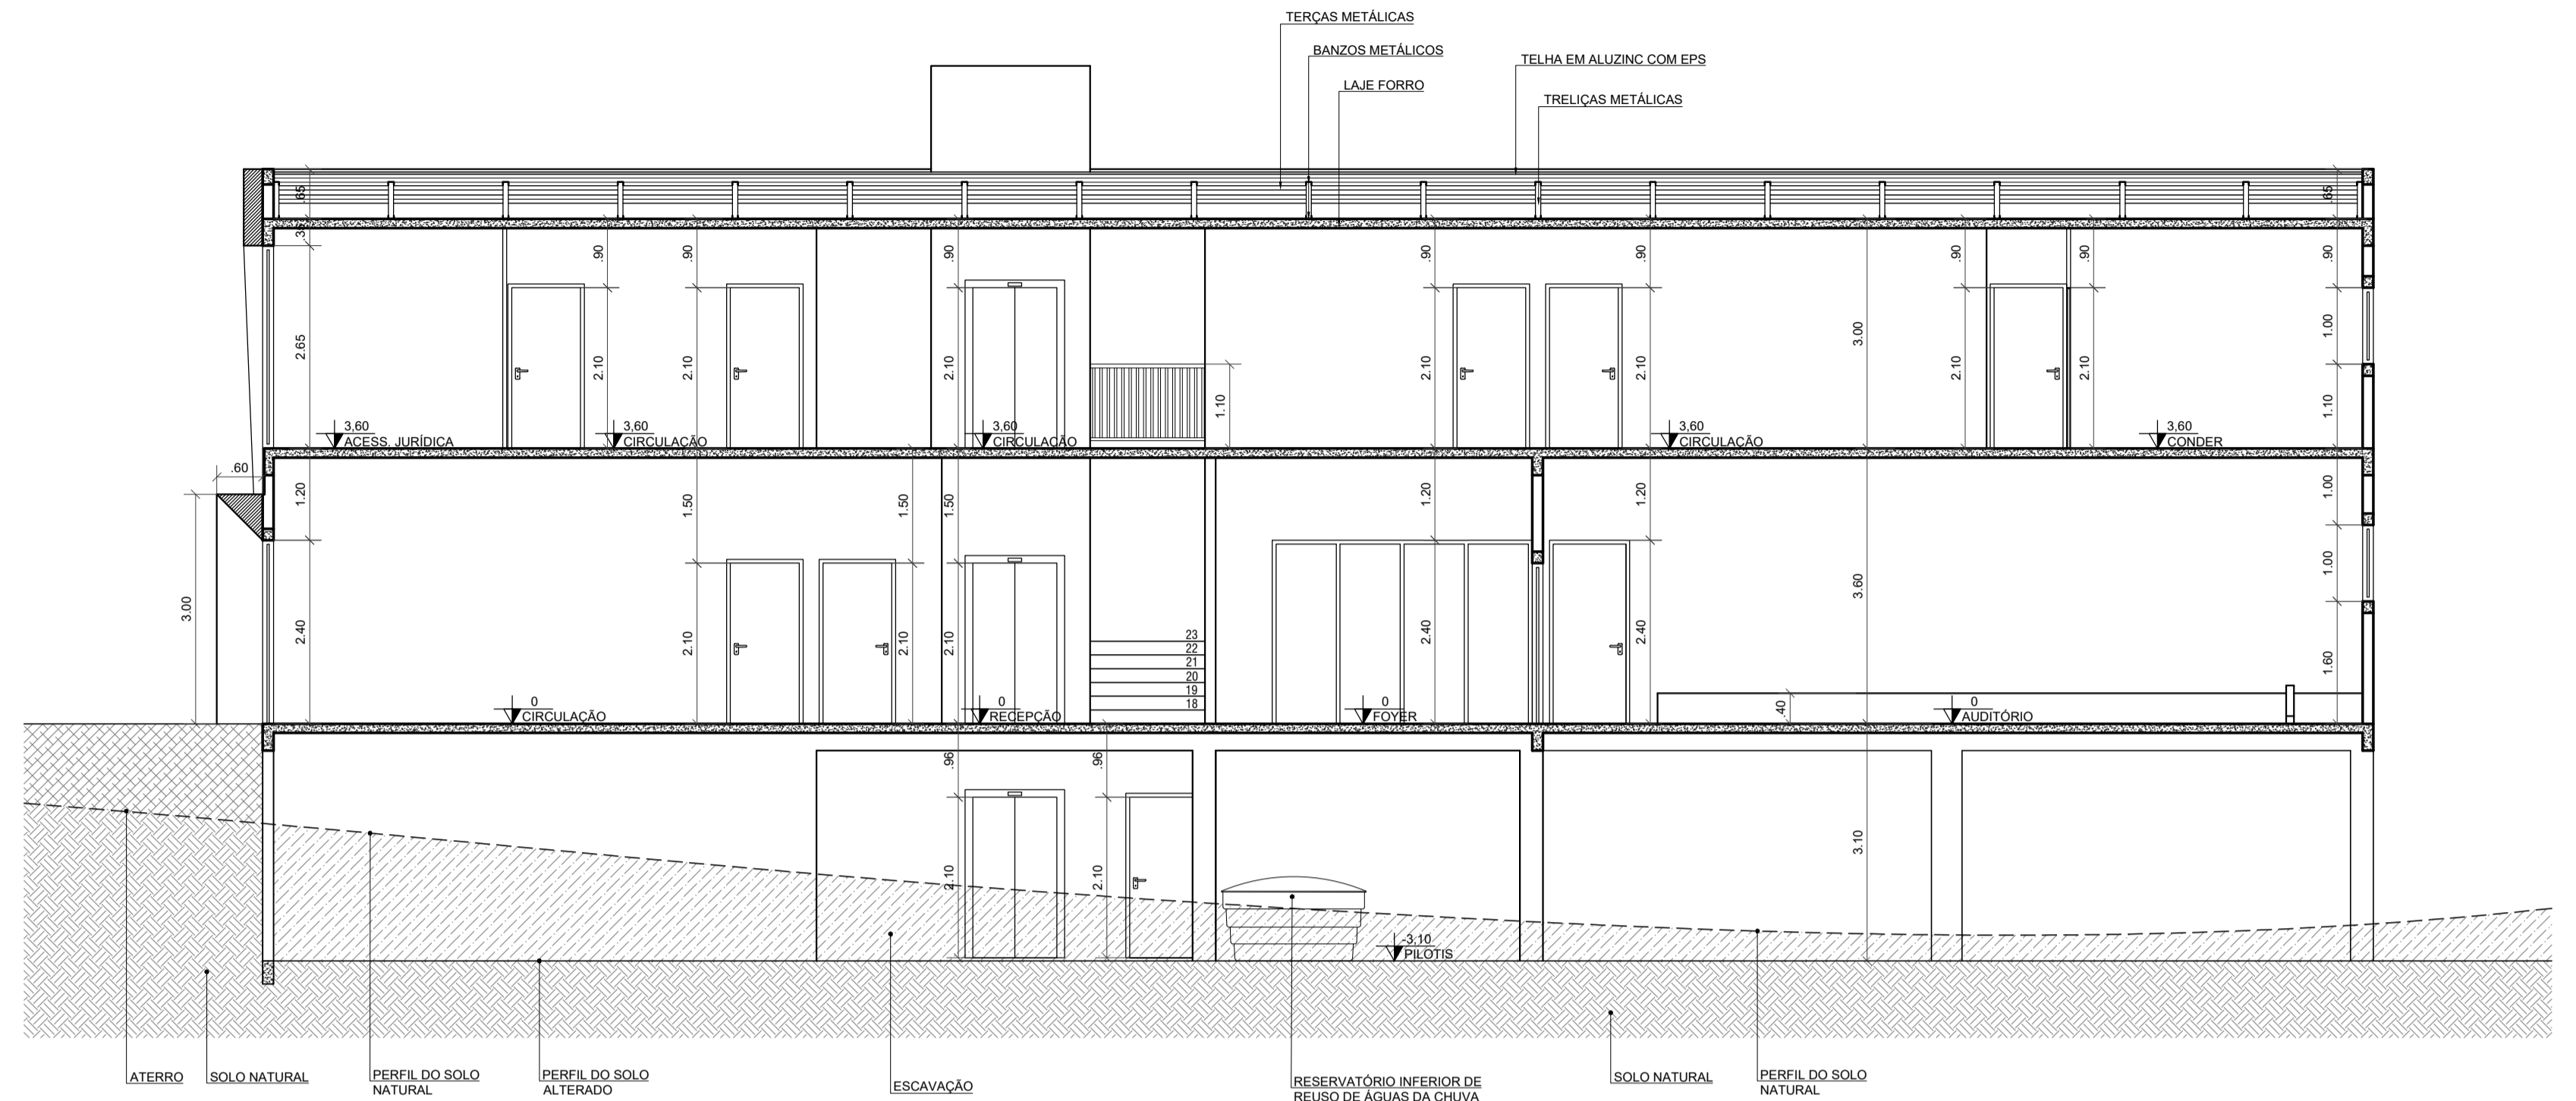 TERÇAS METÁLICAS
BANZOS METÁLICOS
TELHA EM ALUZINC COM EPS
LAJE FORRO
TRELIÇAS METÁLICAS
.65
.65
.35
.90
.90
.90
.90
.90
.90
.90
.90
2.65
2.10
2.10
2.10
1.10
2.10
2.10
3.00
2.10
2.10
1.00
1.10
3,60
ACESS. JURÍDICA
3,60
CIRCULAÇÃO
3,60
CIRCULAÇÃO
3,60
CIRCULAÇÃO
3,60
CONDER
.60
1.20
1.50
1.50
1.50
1.20
1.20
1.00
3.00
2.40
2.10
2.10
2.10
2.40
2.40
3.60
1.00
1.60
23
22
21
20
19
18
0
CIRCULAÇÃO
0
RECEPÇÃO
0
FOYER
.40
0
AUDITÓRIO
.96
.96
2.10
2.10
3.10
-3,10
PILOTIS
ATERRO
SOLO NATURAL
PERFIL DO SOLO
NATURAL
PERFIL DO SOLO
ALTERADO
ESCAVAÇÃO
RESERVATÓRIO INFERIOR DE
REUSO DE ÁGUAS DA CHUVA
SOLO NATURAL
PERFIL DO SOLO
NATURAL